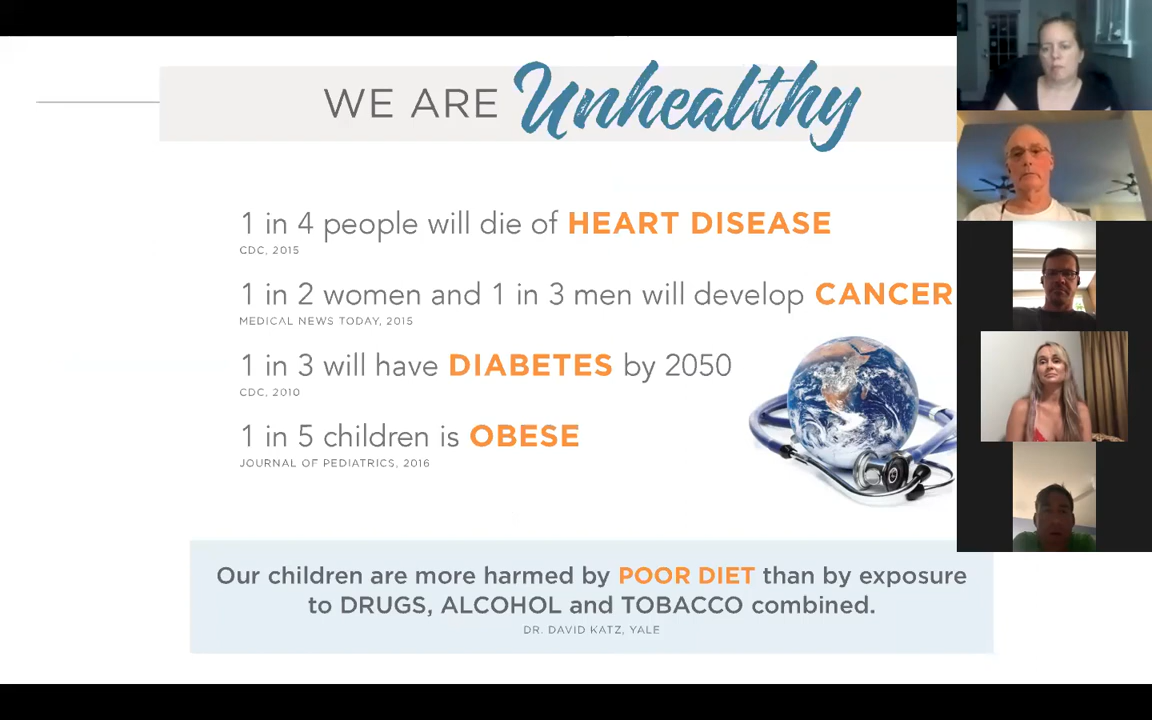 WE ARE Unhealthy
1 in 4 people will die of HEART DISEASE
CDC, 2015
1 in 2 women and 1 in 3 men will develop CANCER
MEDICAL NEWS TODAY, 2015
1 in 3 will have DIABETES by 2050
CDC, 2010
1 in 5 children is OBESE
JOURNAL OF PEDIATRICS, 2016
Our children are more harmed by POOR DIET than by exposure
to DRUGS, ALCOHOL and TOBACCO combined.
DR. DAVID KATZ, YALE